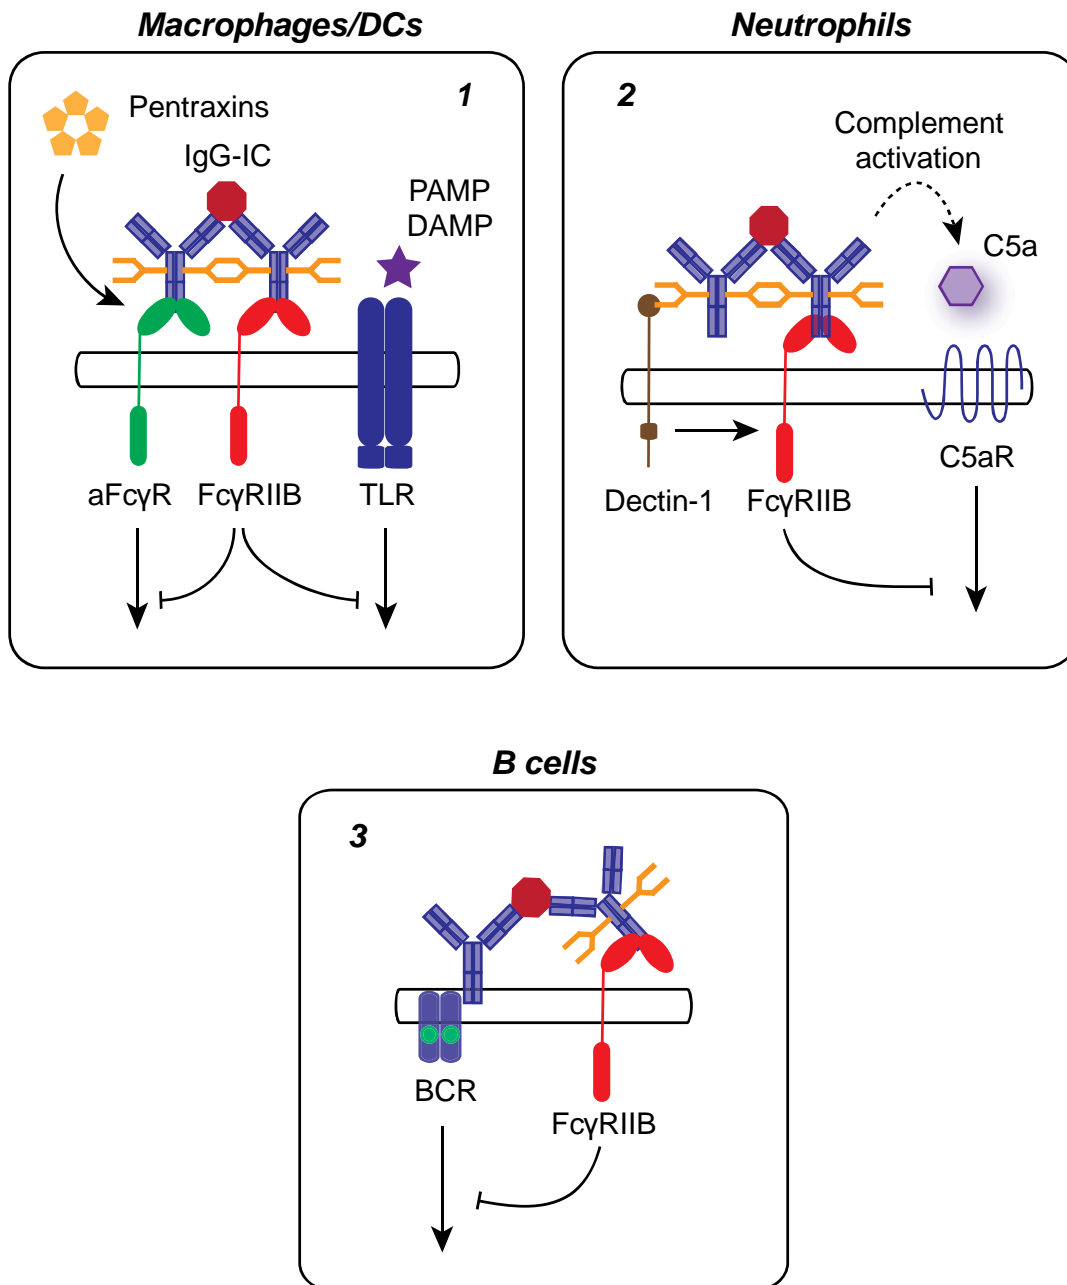 Macrophages/DCs
1
Pentraxins
IgG-IC
PAMP
DAMP
aFcγR
FcγRIIB
TLR
Neutrophils
2
Complement
activation
C5a
C5aR
Dectin-1
FcγRIIB
B cells
3
BCR
FcγRIIB